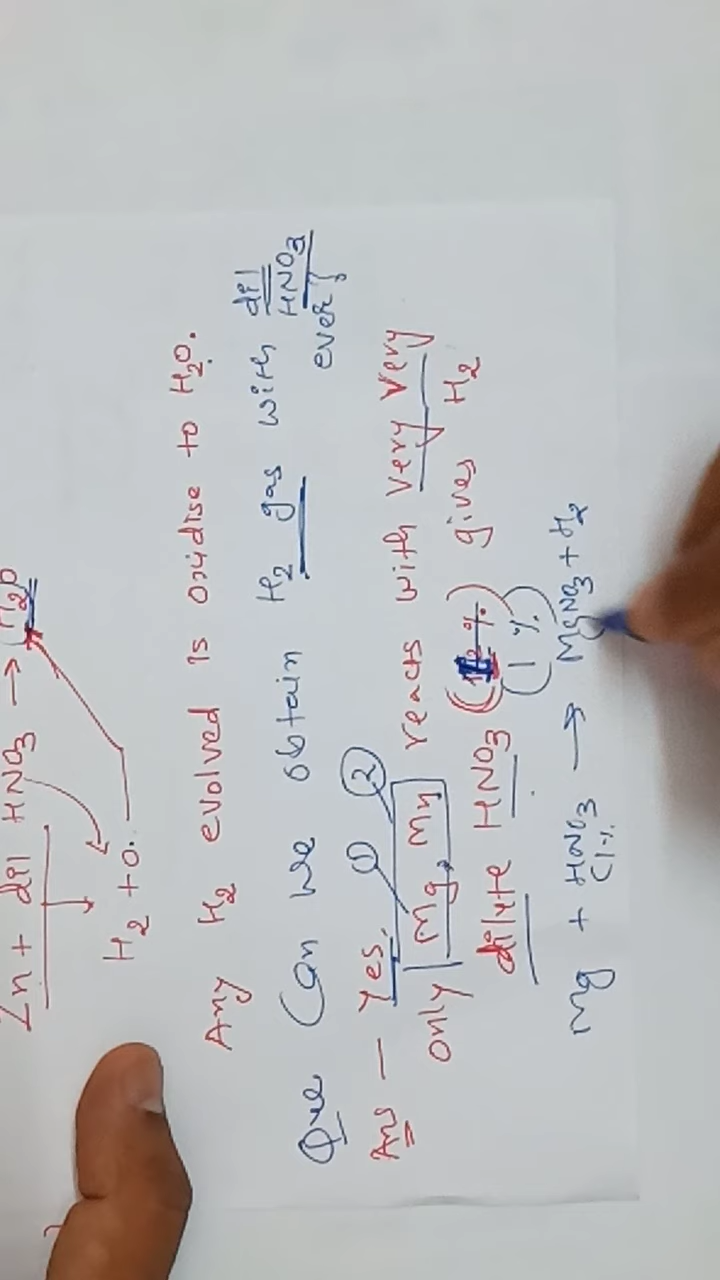 Zn + dil HNO3 → H2O
H2 + O
Any H2 evolved is oxidise to H2O.
Que Can we obtain H2 gas with dil HNO3
ever?
① ②
Ans — Yes.
only Mg, Mn reacts with very very
dilute HNO3 gives H2
(1 %)
Mg + HNO3 → MgNO3 + H2
(1%